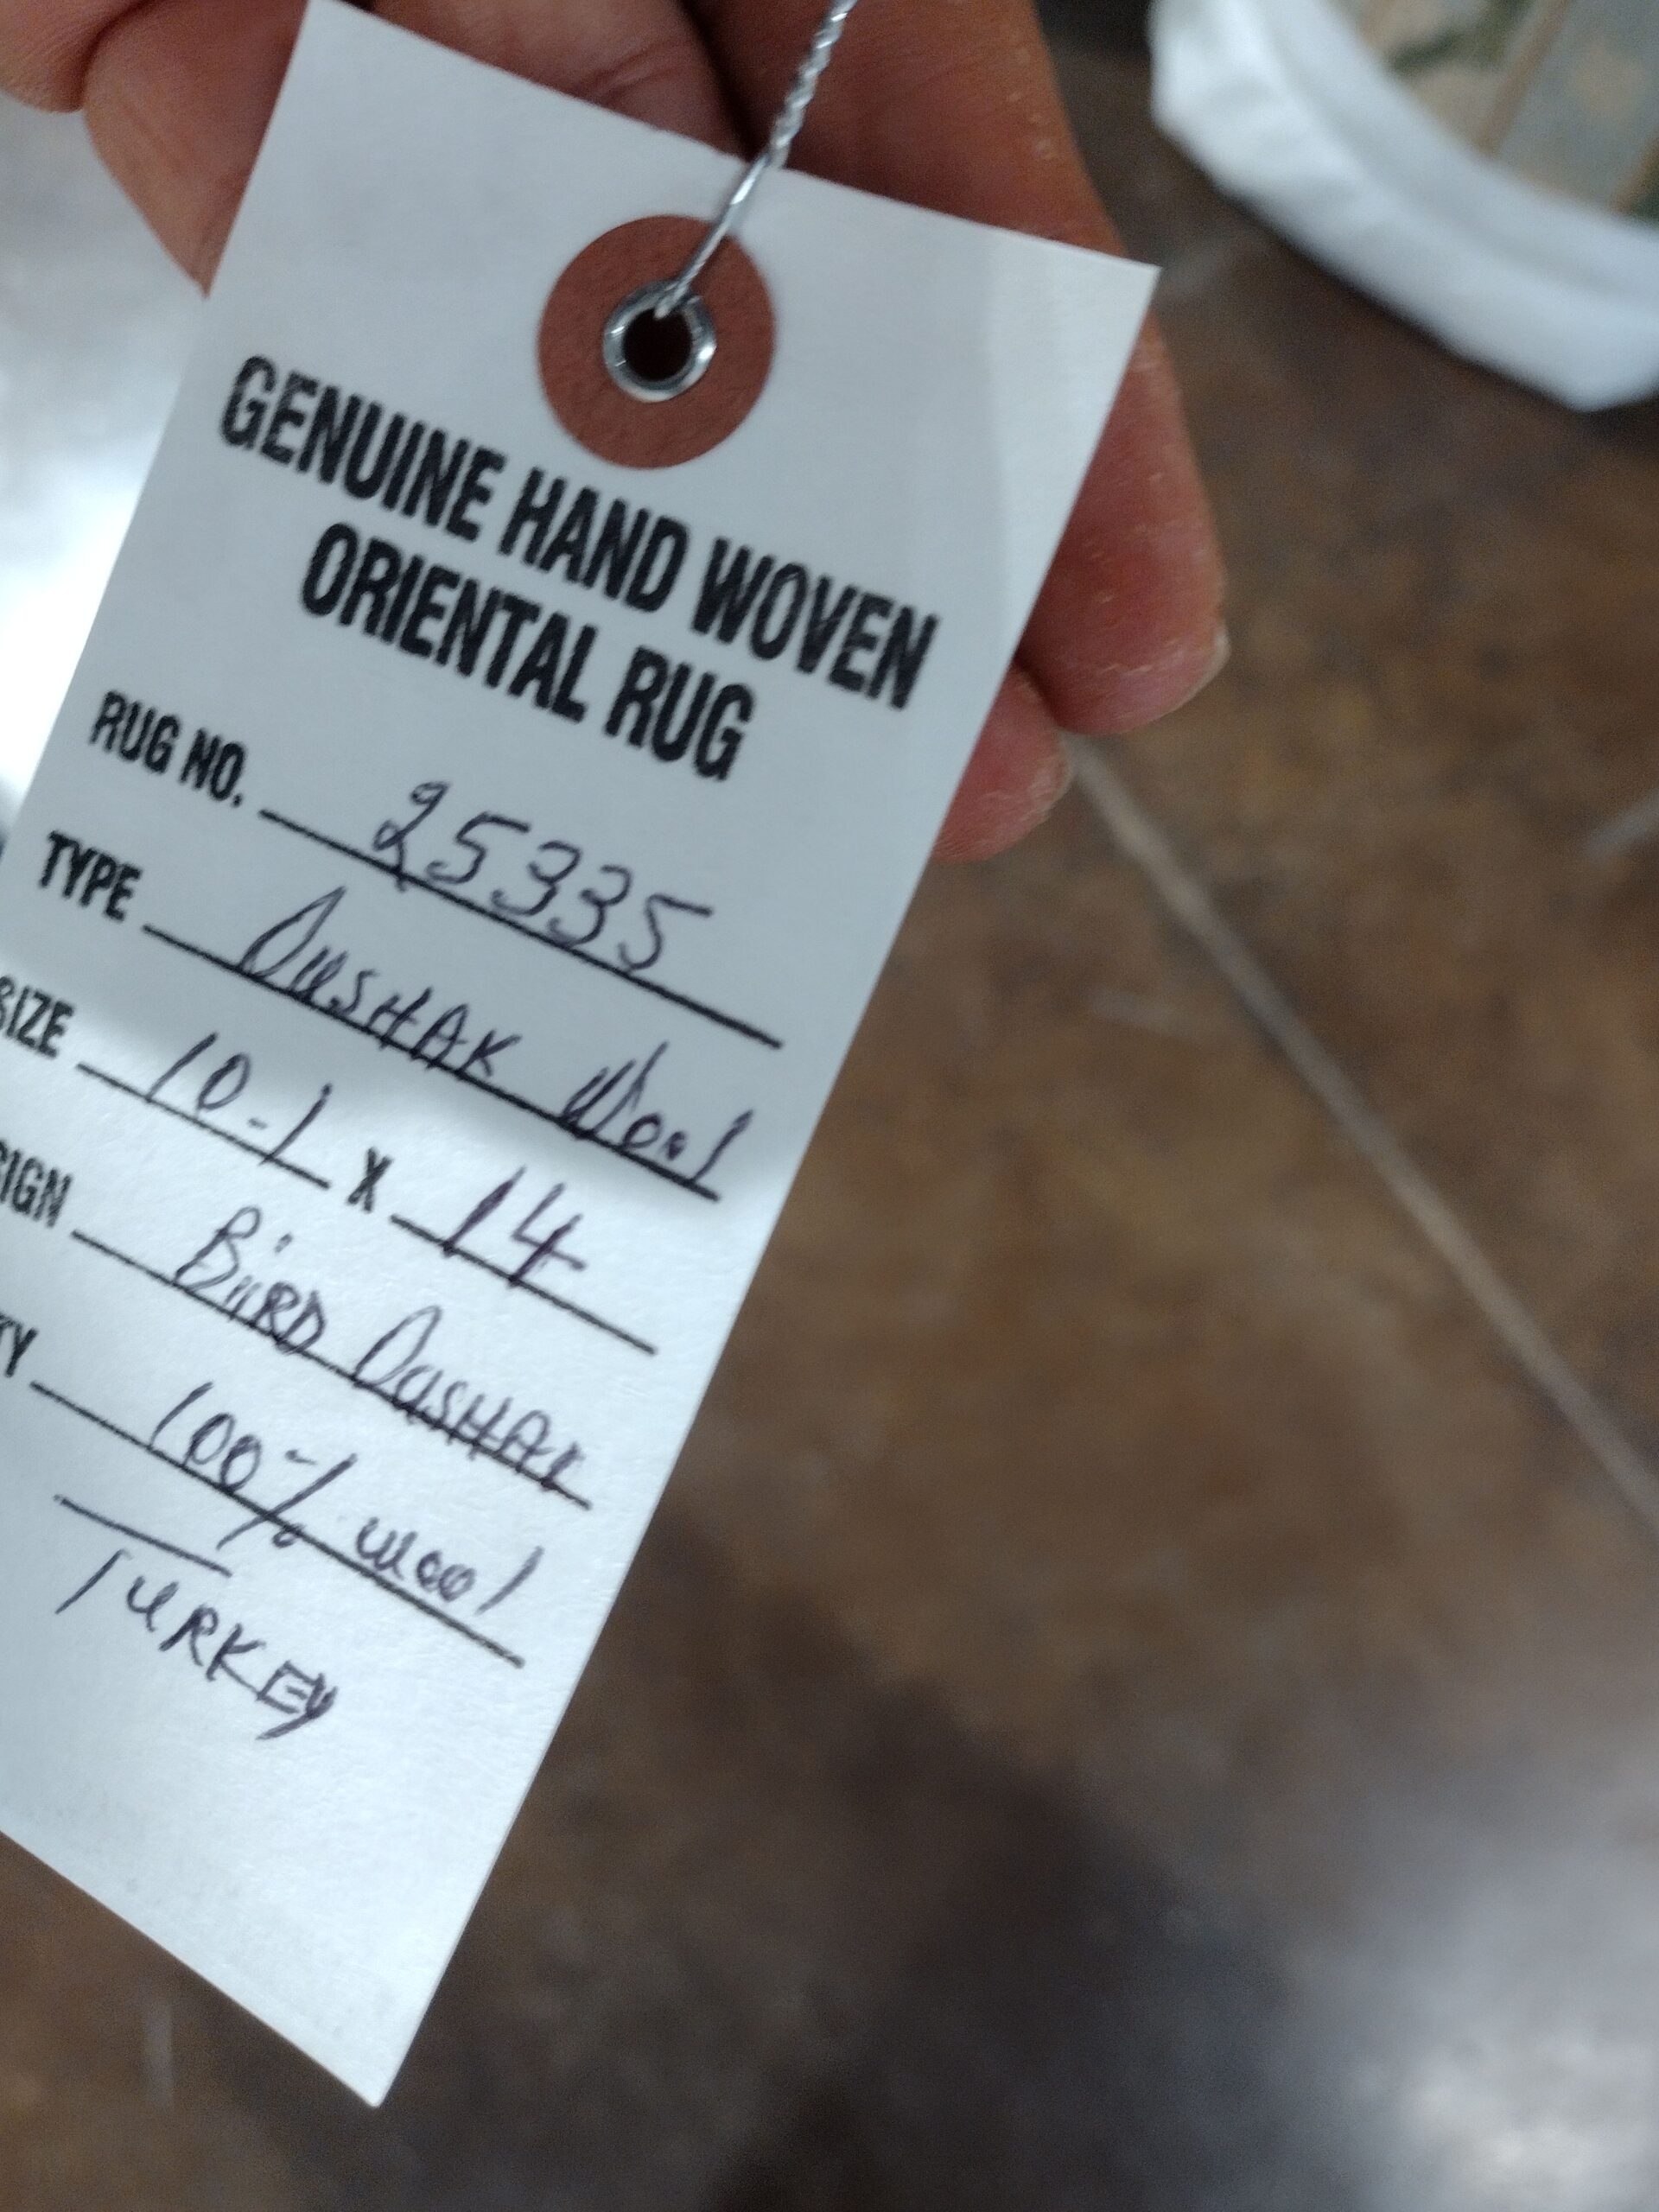 GENUINE HAND WOVEN
ORIENTAL RUG
RUG NO. 25335
TYPE OUSHAK Wool
SIZE 10-1 X 14
SIGN BIRD OUSHAK
TY 100% wool
TURKEY